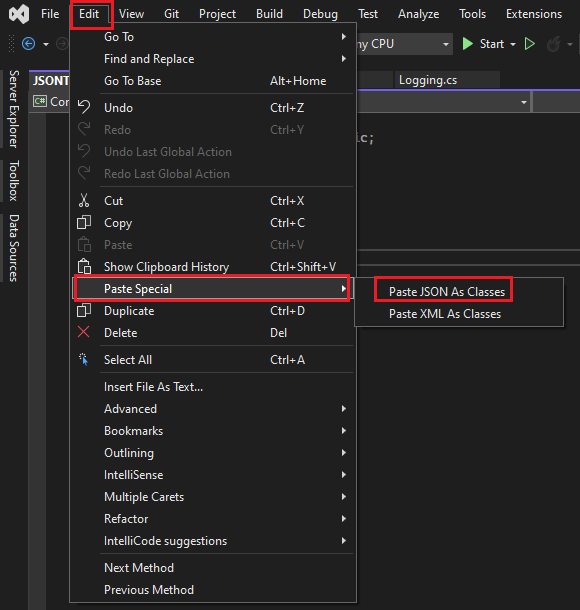 File Edit View Git Project Build Debug Test Analyze Tools Extensions
Go To
Find and Replace
Go To Base Alt+Home
Undo Ctrl+Z
Redo Ctrl+Y
Undo Last Global Action
Redo Last Global Action
Cut Ctrl+X
Copy Ctrl+C
Paste Ctrl+V
Show Clipboard History Ctrl+Shift+V
Paste Special
Duplicate Ctrl+D
Delete Del
Select All Ctrl+A
Insert File As Text...
Advanced
Bookmarks
Outlining
IntelliSense
Multiple Carets
Refactor
IntelliCode suggestions
Next Method
Previous Method
Paste JSON As Classes
Paste XML As Classes
ny CPU Start
JSONT Logging.cs
C# Cor
ic;
Server Explorer
Toolbox
Data Sources